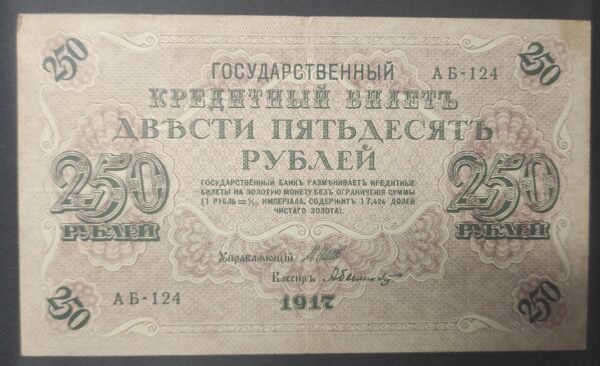 250 250
ГОСУДАРСТВЕННЫЙ АБ-124
КРЕДИТНЫЙ БИЛЕТЪ
ДВѢСТИ ПЯТЬДЕСЯТЪ
РУБЛЕЙ
250 РУБЛЕЙ
250 РУБЛЕЙ
ГОСУДАРСТВЕННЫЙ БАНКЪ РАЗМѢНИВАЕТЪ КРЕДИТНЫЕ
БИЛЕТЫ НА ЗОЛОТУЮ МОНЕТУ БЕЗЪ ОГРАНИЧЕНІЯ СУММЫ
(1 РУБЛЬ = 1/15 ИМПЕРІАЛА, СОДЕРЖИТЪ 17,424 ДОЛЕЙ
ЧИСТАГО ЗОЛОТА).
Управляющій
Кассиръ
250 АБ-124 1917 250